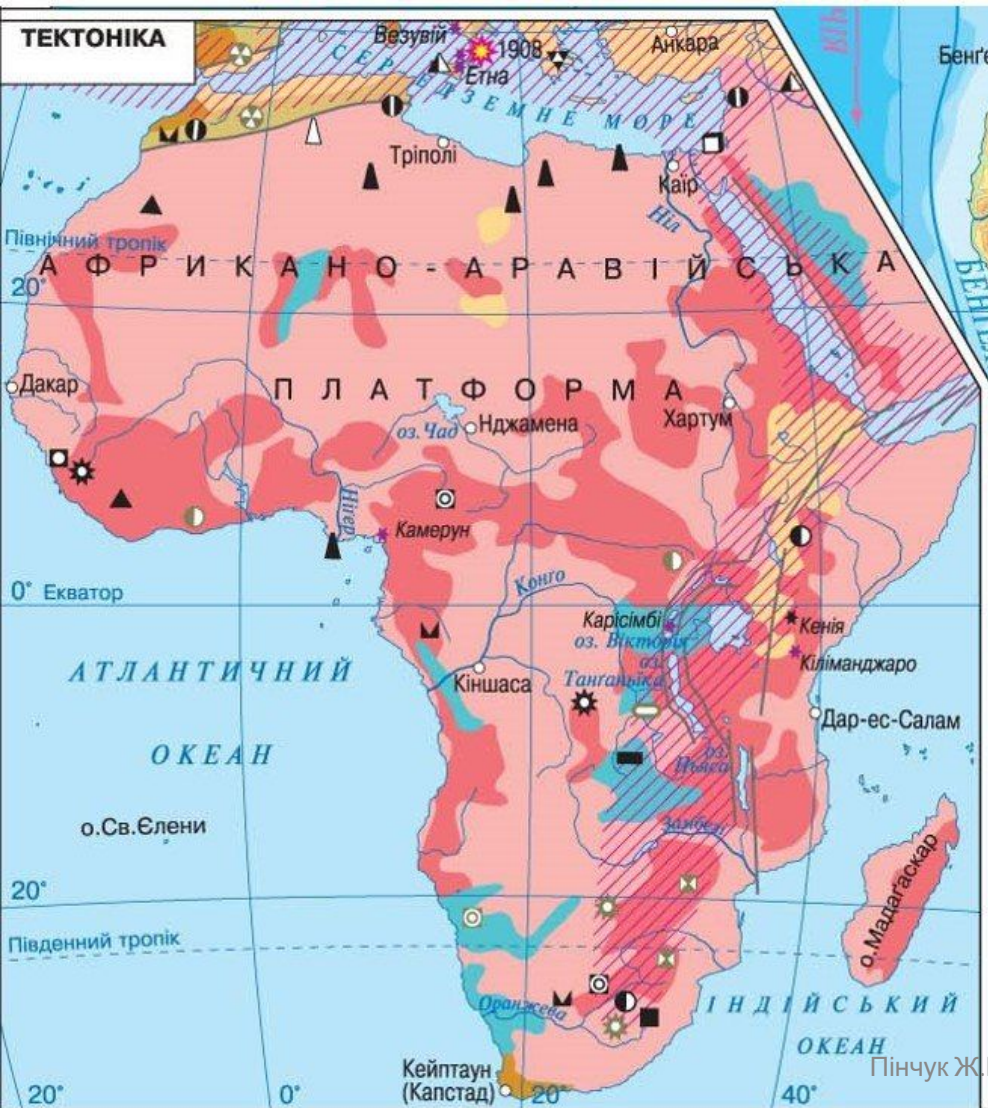 ТЕКТОНІКА
Везувій
1908
Етна
Анкара
СЕРЕДЗЕМНЕ МОРЕ
Тріполі
Каїр
Ніл
Північний тропік
АФРИКАНО-АРАВІЙСЬКА
20°
Дакар
ПЛАТФОРМА
оз.Чад
Нджамена
Хартум
Нігер
Камерун
0° Екватор
Конго
Карісімбі
оз. Вікторія
Кенія
Кіліманджаро
оз.
Танганьїка
Кіншаса
АТЛАНТИЧНИЙ
ОКЕАН
Дар-ес-Салам
оз.
Ньяса
о.Св.Єлени
Замбезі
о.Мадаґаскар
20°
Південний тропік
Оранжева
ІНДІЙСЬКИЙ
ОКЕАН
Кейптаун
(Капстад)
20°
0°
20°
40°
Пінчук Ж.